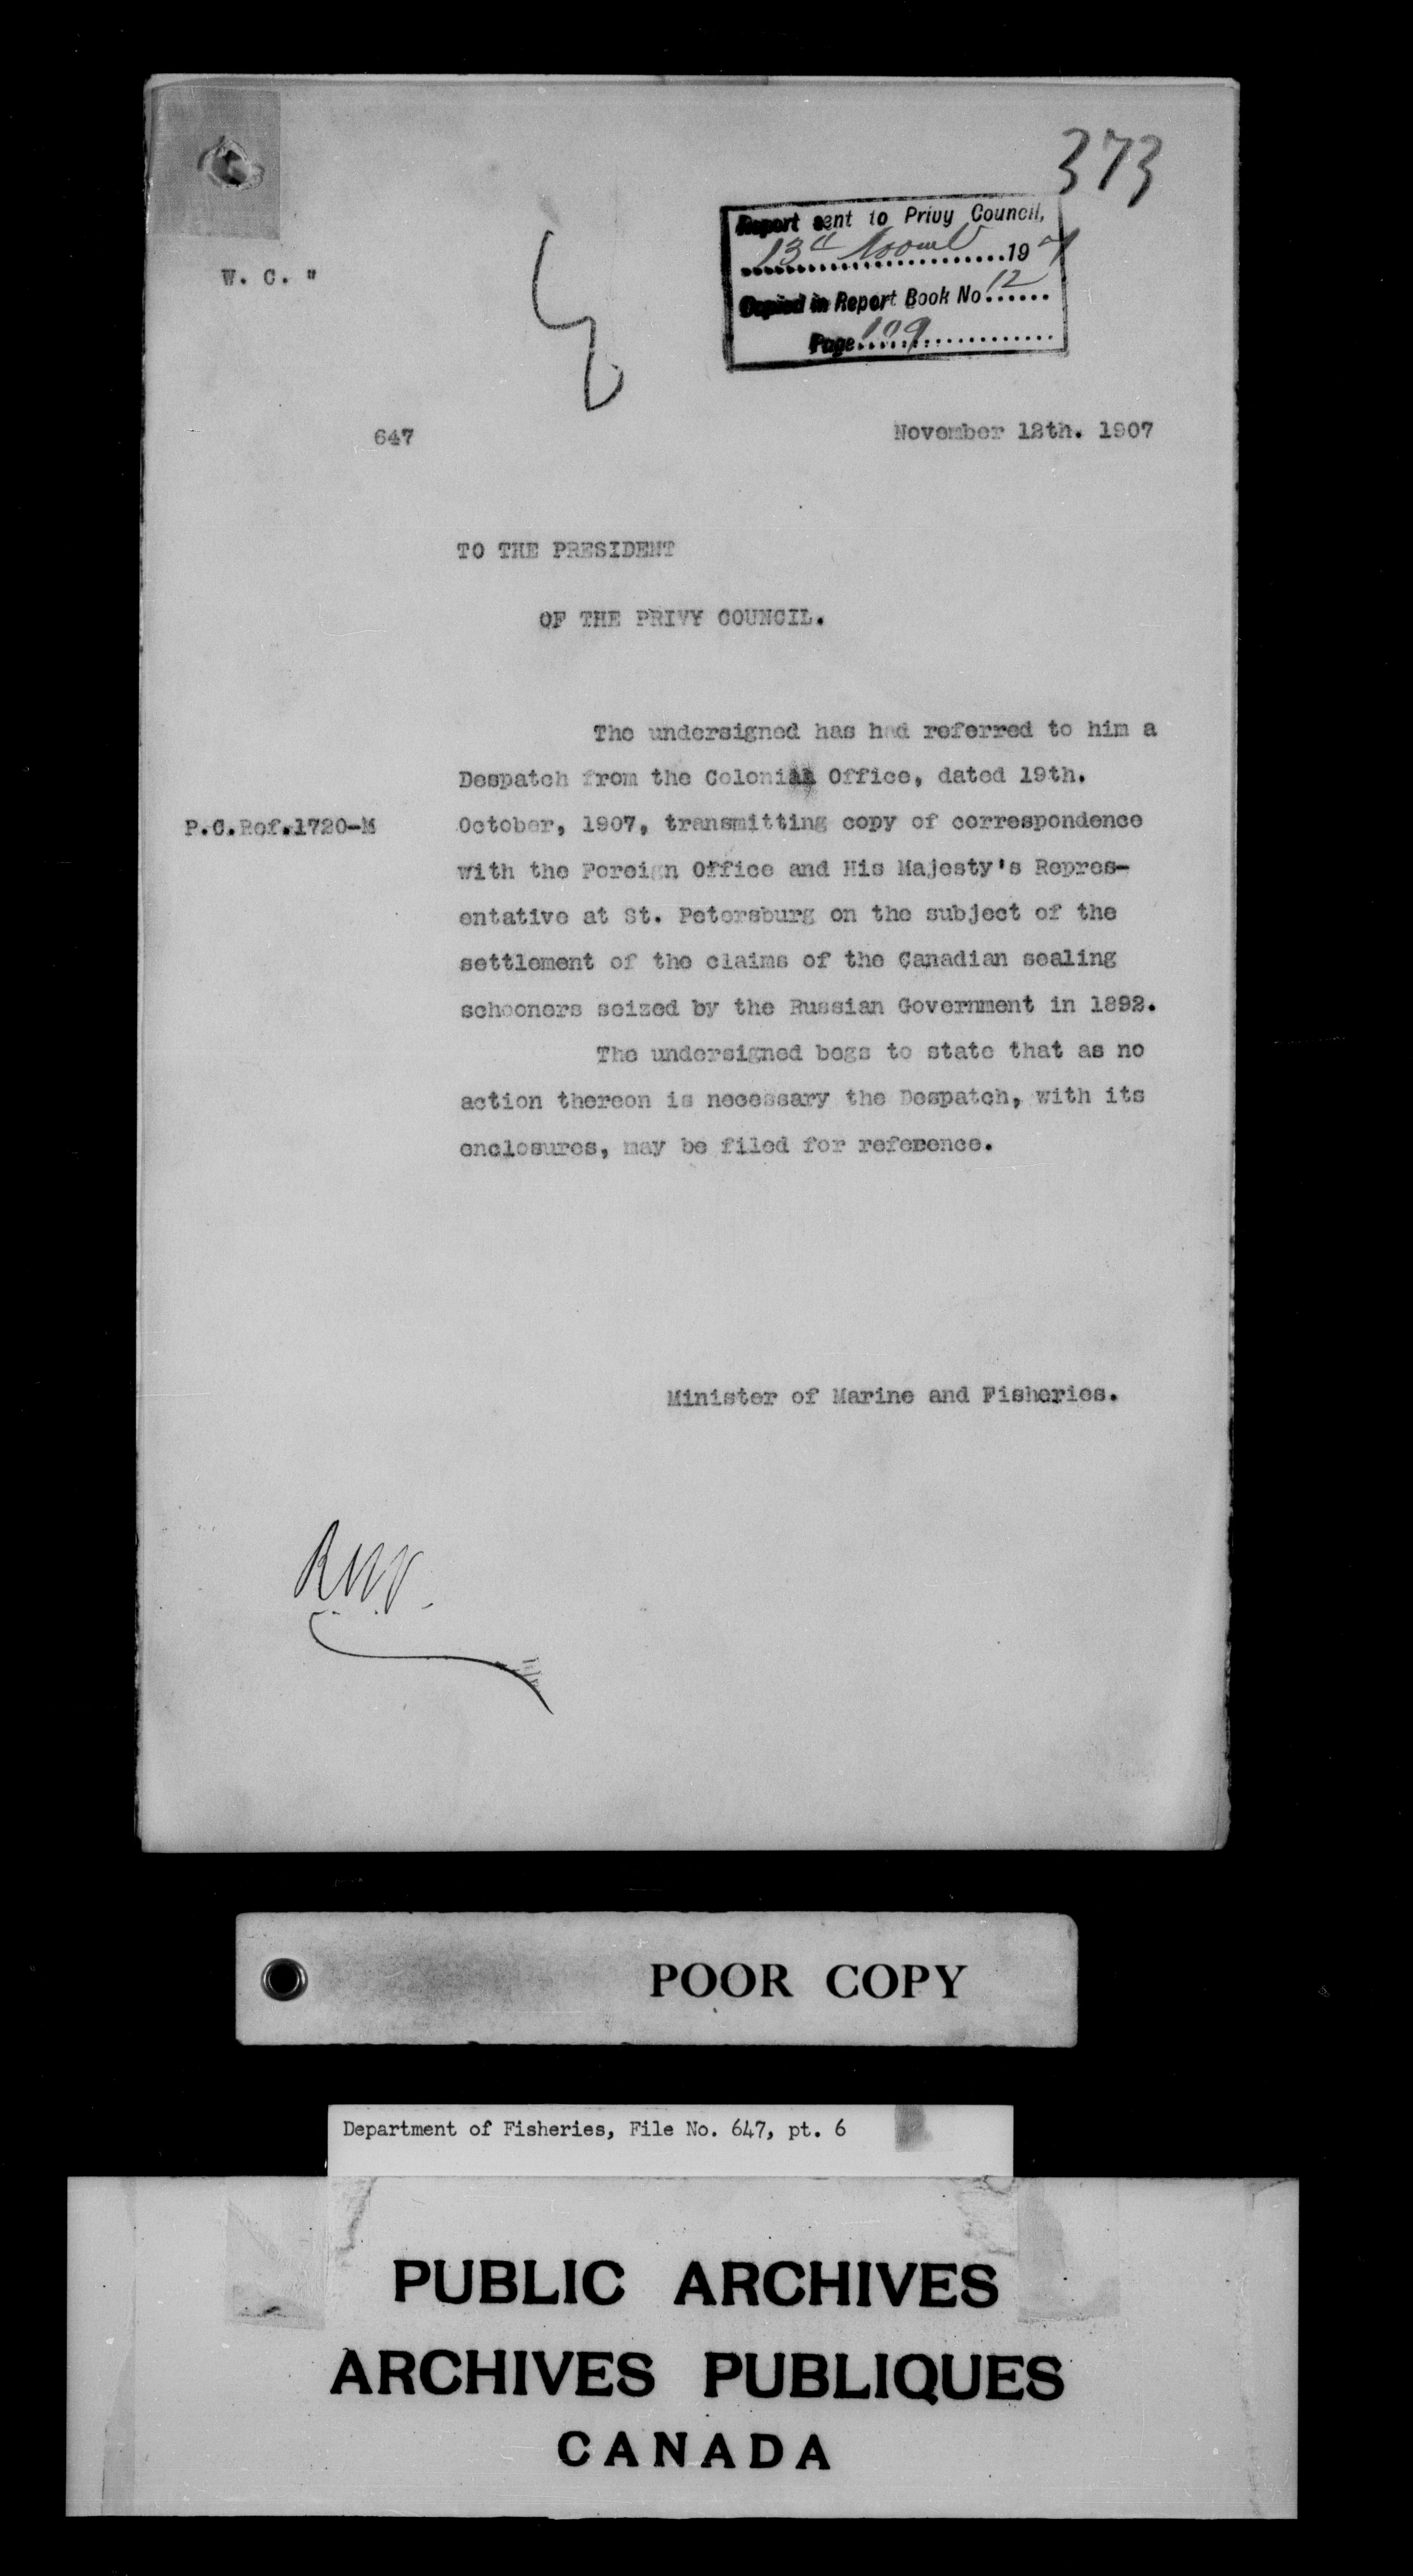 373
Report sent to Privy Council,
13th 1907
Copied in Report Book No. 12
Page 109
W. C. "
647
November 12th. 1907
TO THE PRESIDENT
OF THE PRIVY COUNCIL.
The undersigned has had referred to him a
Despatch from the Colonial Office, dated 19th.
P.C.Ref.1720-M
October, 1907, transmitting copy of correspondence
with the Foreign Office and His Majesty's Repres-
entative at St. Petersburg on the subject of the
settlement of the claims of the Canadian sealing
schooners seized by the Russian Government in 1892.
The undersigned begs to state that as no
action thereon is necessary the Despatch, with its
enclosures, may be filed for reference.
Minister of Marine and Fisheries.
POOR COPY
Department of Fisheries, File No. 647, pt. 6
PUBLIC ARCHIVES
ARCHIVES PUBLIQUES
CANADA